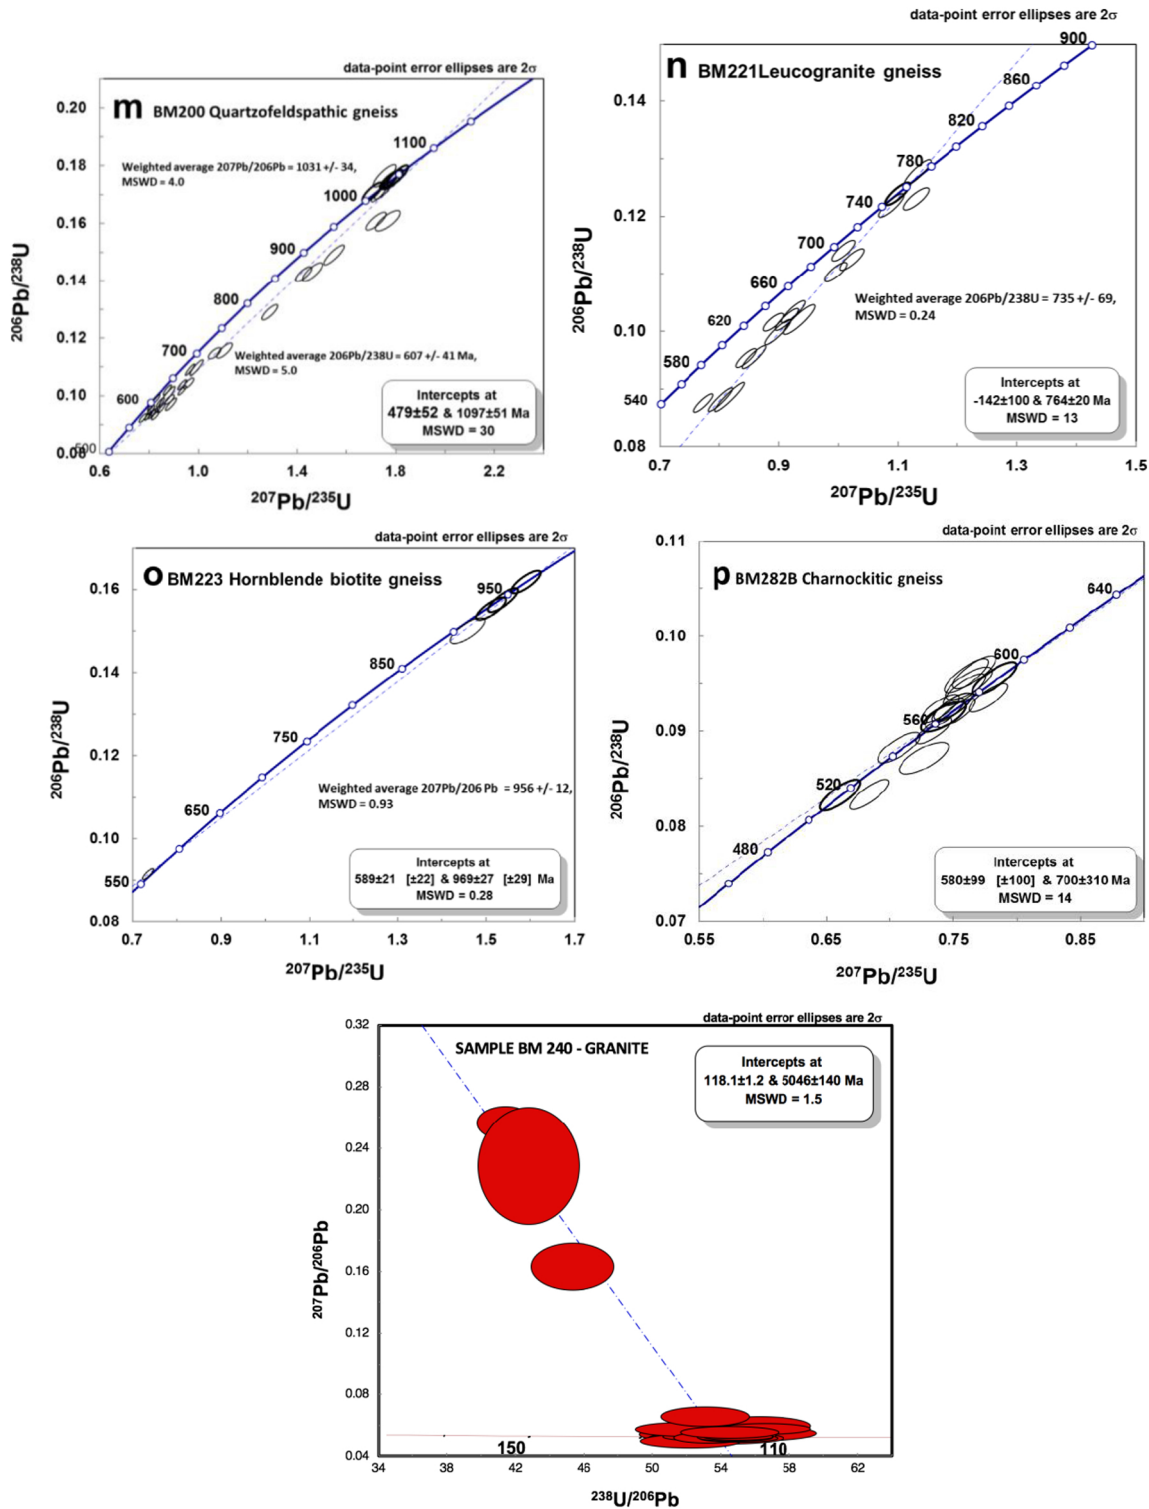 data-point error ellipses are 2σ
m BM200 Quartzofeldspathic gneiss
Weighted average 207Pb/206Pb = 1031 +/- 34,
MSWD = 4.0
Weighted average 206Pb/238U = 607 +/- 41 Ma,
MSWD = 5.0
Intercepts at
479±52 & 1097±51 Ma
MSWD = 30
500
600
700
800
900
1000
1100
0.20
0.18
0.16
0.14
0.12
0.10
0.08
0.6 1.0 1.4 1.8 2.2
206Pb/238U
207Pb/235U
data-point error ellipses are 2σ
n BM221Leucogranite gneiss
Weighted average 206Pb/238U = 735 +/- 69,
MSWD = 0.24
Intercepts at
-142±100 & 764±20 Ma
MSWD = 13
540
580
620
660
700
740
780
820
860
900
0.14
0.12
0.10
0.08
0.7 0.9 1.1 1.3 1.5
206Pb/238U
207Pb/235U
data-point error ellipses are 2σ
o BM223 Hornblende biotite gneiss
Weighted average 207Pb/206 Pb = 956 +/- 12,
MSWD = 0.93
Intercepts at
589±21 [±22] & 969±27 [±29] Ma
MSWD = 0.28
550
650
750
850
950
0.16
0.14
0.12
0.10
0.08
0.7 0.9 1.1 1.3 1.5 1.7
206Pb/238U
207Pb/235U
data-point error ellipses are 2σ
p BM282B Charnockitic gneiss
Intercepts at
580±99 [±100] & 700±310 Ma
MSWD = 14
480
520
560
600
640
0.11
0.10
0.09
0.08
0.07
0.55 0.65 0.75 0.85
206Pb/238U
207Pb/235U
data-point error ellipses are 2σ
SAMPLE BM 240 - GRANITE
Intercepts at
118.1±1.2 & 5046±140 Ma
MSWD = 1.5
150
110
0.32
0.28
0.24
0.20
0.16
0.12
0.08
0.04
34 38 42 46 50 54 58 62
207Pb/206Pb
238U/206Pb